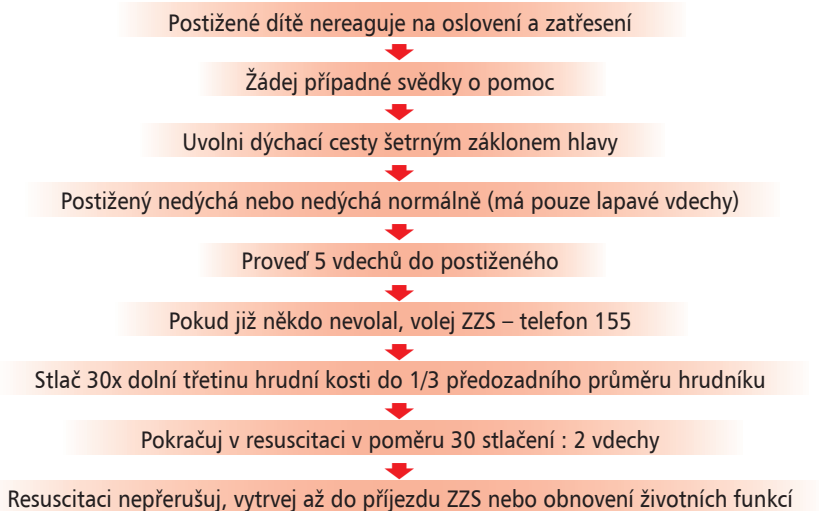 Postižené dítě nereaguje na oslovení a zatřesení
Žádej případné svědky o pomoc
Uvolni dýchací cesty šetrným záklonem hlavy
Postižený nedýchá nebo nedýchá normálně (má pouze lapavé vdechy)
Proveď 5 vdechů do postiženého
Pokud již někdo nevolal, volej ZZS – telefon 155
Stlač 30x dolní třetinu hrudní kosti do 1/3 předozadního průměru hrudníku
Pokračuj v resuscitaci v poměru 30 stlačení : 2 vdechy
Resuscitaci nepřerušuj, vytrvej až do příjezdu ZZS nebo obnovení životních funkcí